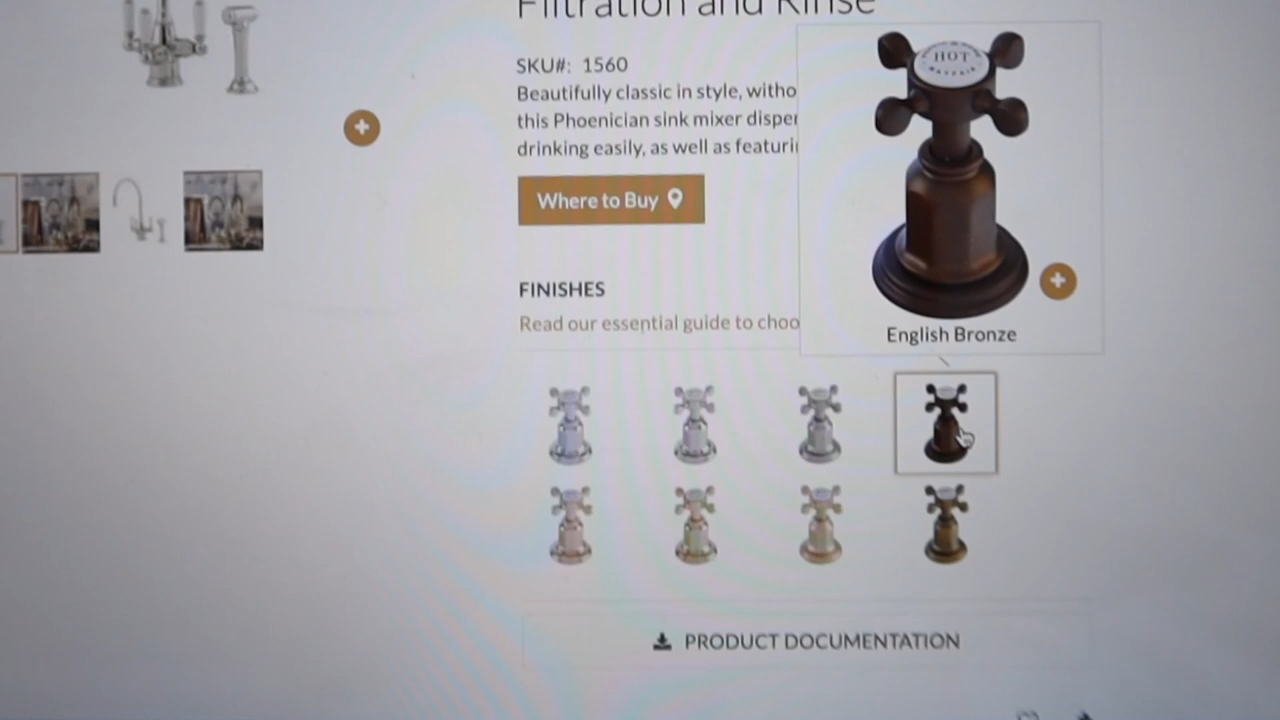 Filtration and Rinse
SKU#: 1560
Beautifully classic in style, witho
this Phoenician sink mixer disper
drinking easily, as well as featuri
Where to Buy
HOT
English Bronze
FINISHES
Read our essential guide to choo
PRODUCT DOCUMENTATION